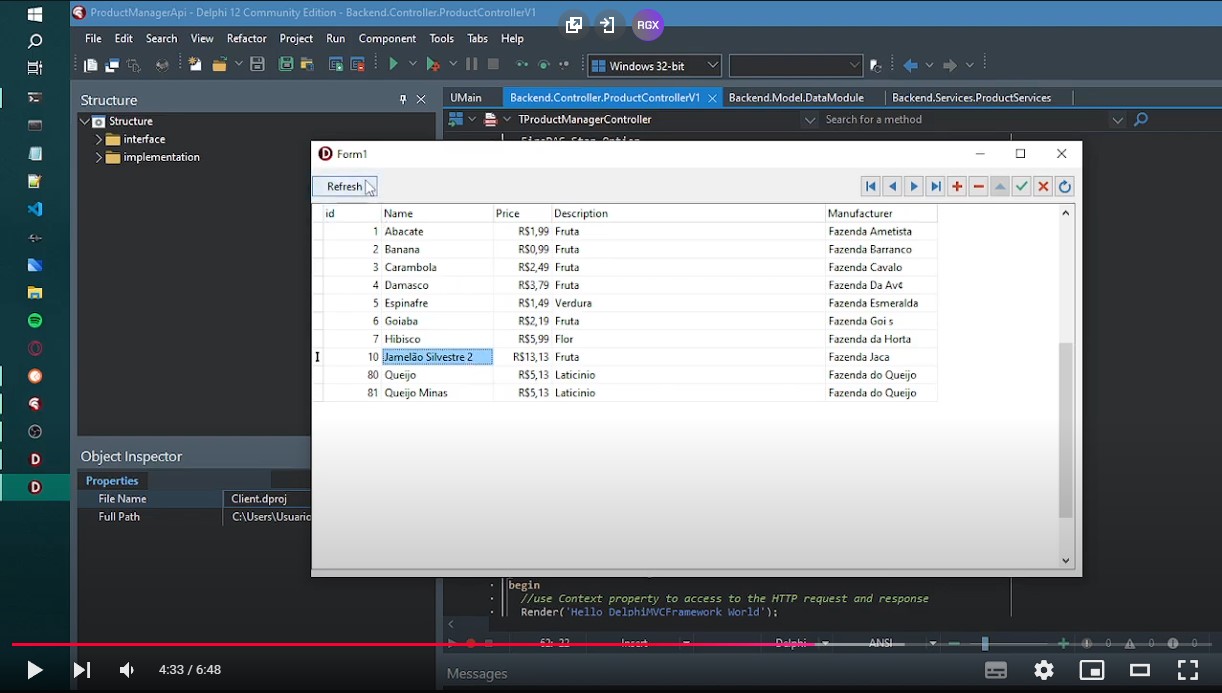 ProductManagerApi - Delphi 12 Community Edition - Backend.Controller.ProductControllerV1
RGX
File Edit Search View Refactor Project Run Component Tools Tabs Help
Windows 32-bit
Structure
UMain Backend.Controller.ProductControllerV1 Backend.Model.DataModule Backend.Services.ProductServices
Structure
TProductManagerController
Search for a method
interface
implementation
Form1
Refresh
id Name Price Description Manufacturer
1 Abacate R$1,99 Fruta Fazenda Ametista
2 Banana R$0,99 Fruta Fazenda Barranco
3 Carambola R$2,49 Fruta Fazenda Cavalo
4 Damasco R$3,79 Fruta Fazenda Da Av¢
5 Espinafre R$1,49 Verdura Fazenda Esmeralda
6 Goiaba R$2,19 Fruta Fazenda Goi s
7 Hibisco R$5,99 Flor Fazenda da Horta
10 Jamelão Silvestre 2 R$13,13 Fruta Fazenda Jaca
80 Queijo R$5,13 Laticinio Fazenda do Queijo
81 Queijo Minas R$5,13 Laticinio Fazenda do Queijo
Object Inspector
Properties
File Name Client.dproj
Full Path C:\Users\Usuario
begin
//use Context property to access to the HTTP request and response
Render('Hello DelphiMVCFramework World');
62: 22 Insert Delphi ANSI 0 0 0
4:33 / 6:48
Messages